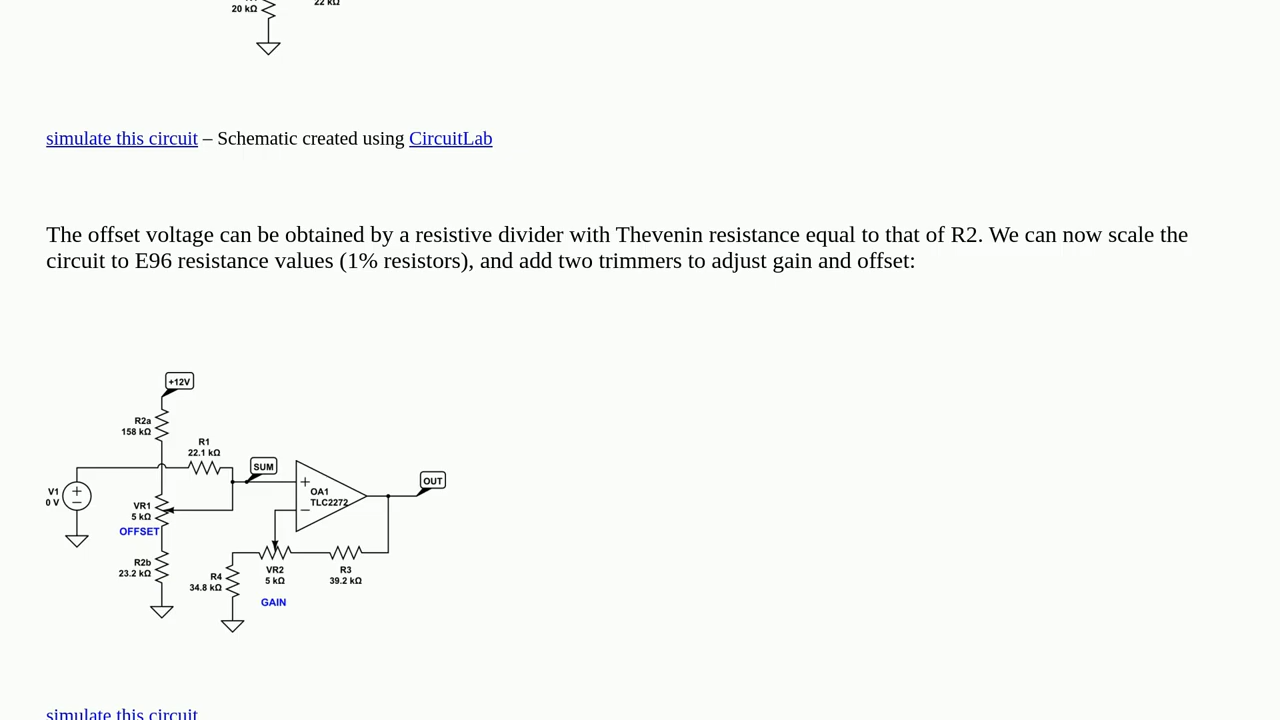 20 kΩ
22 kΩ
simulate this circuit – Schematic created using CircuitLab
The offset voltage can be obtained by a resistive divider with Thevenin resistance equal to that of R2. We can now scale the
circuit to E96 resistance values (1% resistors), and add two trimmers to adjust gain and offset:
+12V
R2a
158 kΩ
R1
22.1 kΩ
SUM
OUT
V1
0 V
+
−
+
−
OA1
TLC2272
VR1
5 kΩ
OFFSET
R2b
23.2 kΩ
R4
34.8 kΩ
VR2
5 kΩ
GAIN
R3
39.2 kΩ
simulate this circuit